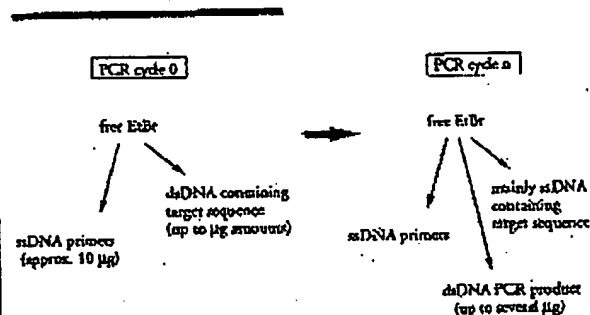 PCR cycle 0
free EtBr
dsDNA containing
target sequence
(up to µg amounts)
ssDNA primers
(approx. 10 µg)
PCR cycle n
free EtBr
mainly ssDNA
containing
target sequence
ssDNA primers
dsDNA PCR product
(up to several µg)